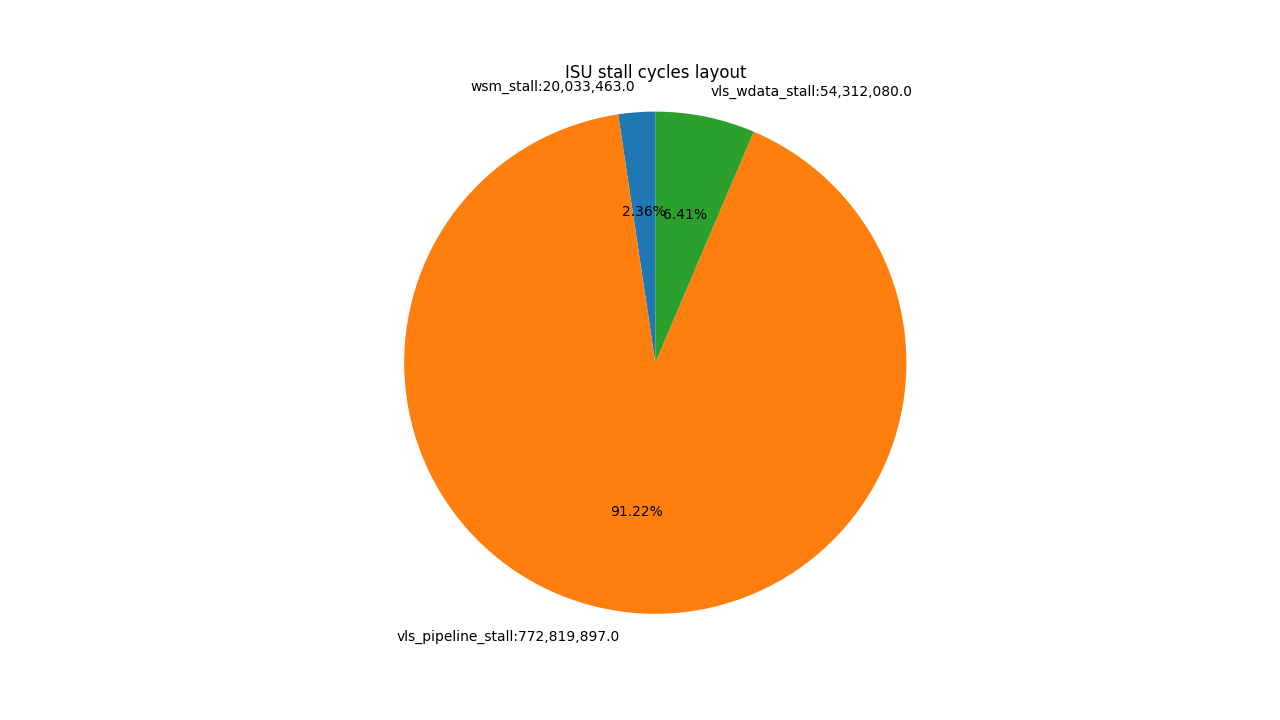 ISU stall cycles layout
wsm_stall:20,033,463.0
vls_wdata_stall:54,312,080.0
2.36%
6.41%
91.22%
vls_pipeline_stall:772,819,897.0